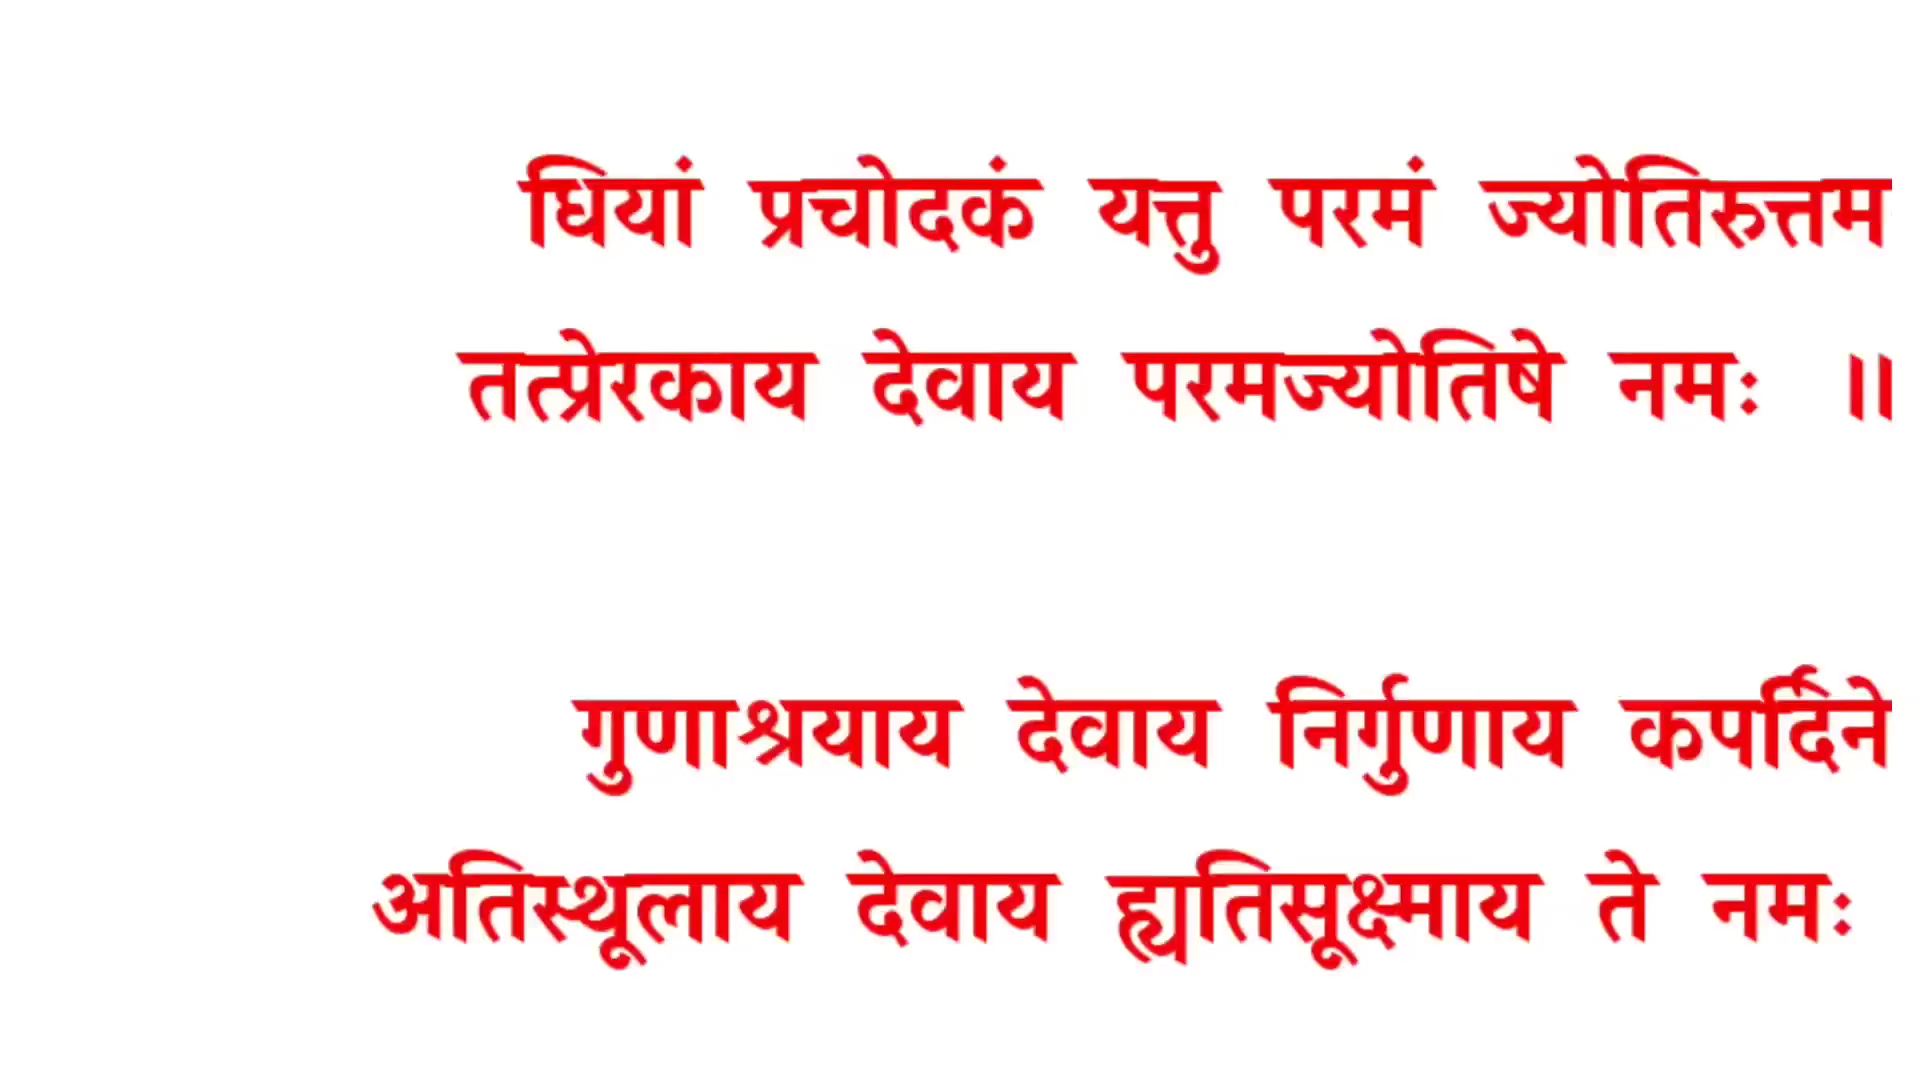 धियां प्रचोदकं यत्तु परमं ज्योतिरुत्तम
तत्प्रेरकाय देवाय परमज्योतिषे नमः ॥
गुणाश्रयाय देवाय निर्गुणाय कपर्दिने
अतिस्थूलाय देवाय ह्यतिसूक्ष्माय ते नमः